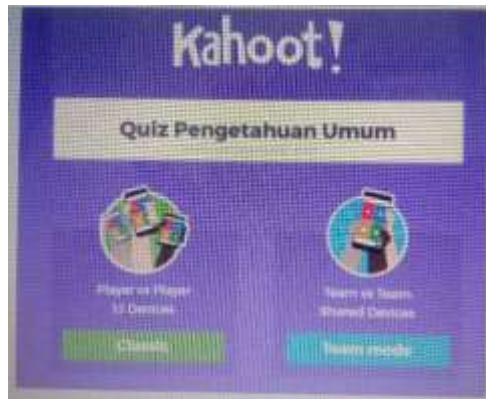 Kahoot!
Quiz Pengetahuan Umum
Player vs Player
Team vs Team
1:1 Devices
Shared Devices
Classic
Team mode